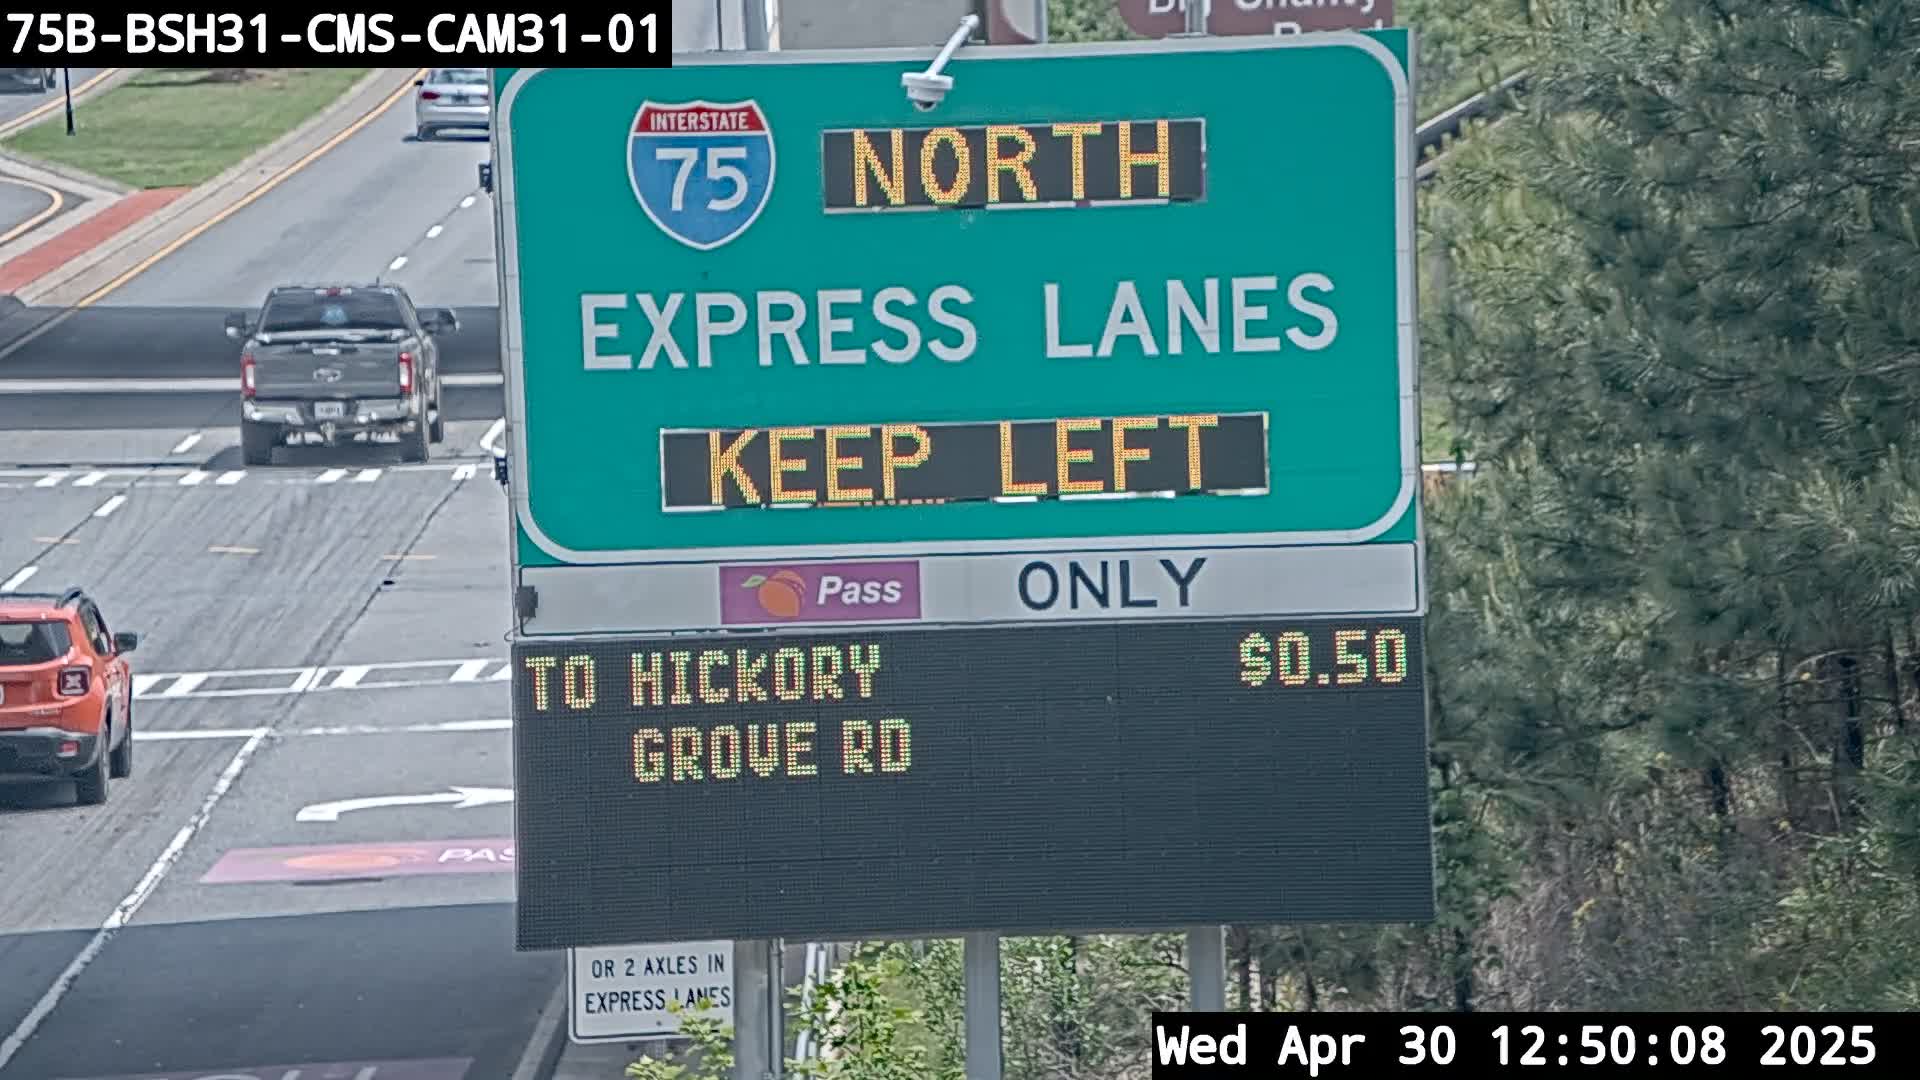 75B-BSH31-CMS-CAM31-01
INTERSTATE
75
NORTH
EXPRESS LANES
KEEP LEFT
Pass ONLY
TO HICKORY $0.50
GROVE RD
OR 2 AXLES IN
EXPRESS LANES
Wed Apr 30 12:50:08 2025